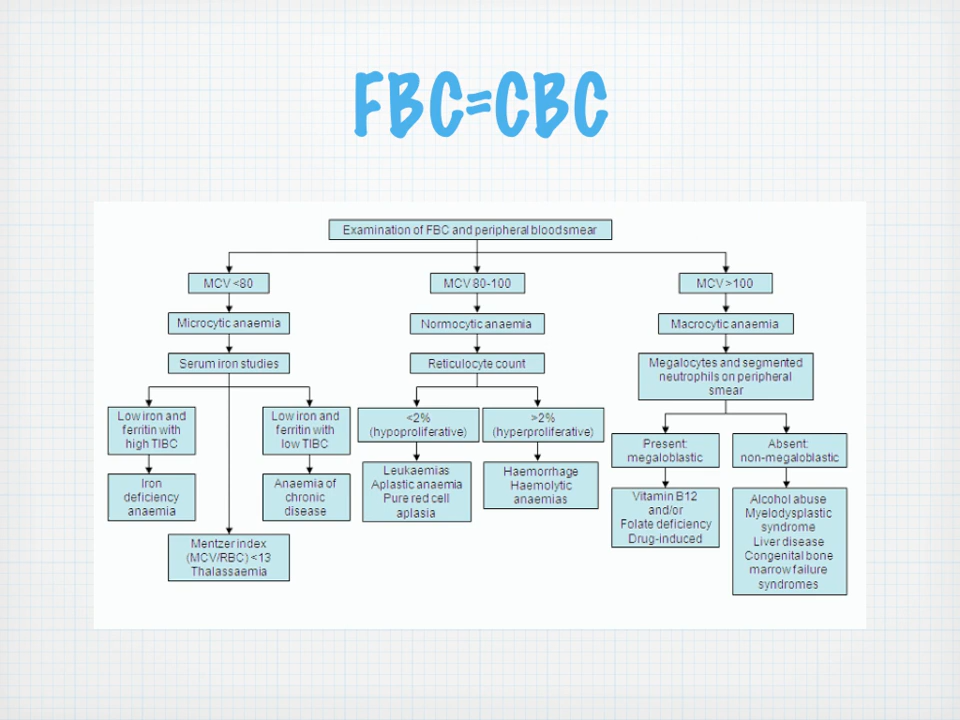 FBC=CBC
Examination of FBC and peripheral blood smear
MCV <80
MCV 80-100
MCV >100
Microcytic anaemia
Normocytic anaemia
Macrocytic anaemia
Serum iron studies
Reticulocyte count
Megalocytes and segmented
neutrophils on peripheral
smear
Low iron and
ferritin with
high TIBC
Low iron and
ferritin with
low TIBC
<2%
(hypoproliferative)
>2%
(hyperproliferative)
Present:
megaloblastic
Absent:
non-megaloblastic
Iron
deficiency
anaemia
Anaemia of
chronic
disease
Leukaemias
Aplastic anaemia
Pure red cell
aplasia
Haemorrhage
Haemolytic
anaemias
Vitamin B12
and/or
Folate deficiency
Drug-induced
Alcohol abuse
Myelodysplastic
syndrome
Liver disease
Congenital bone
marrow failure
syndromes
Mentzer index
(MCV/RBC) <13
Thalassaemia